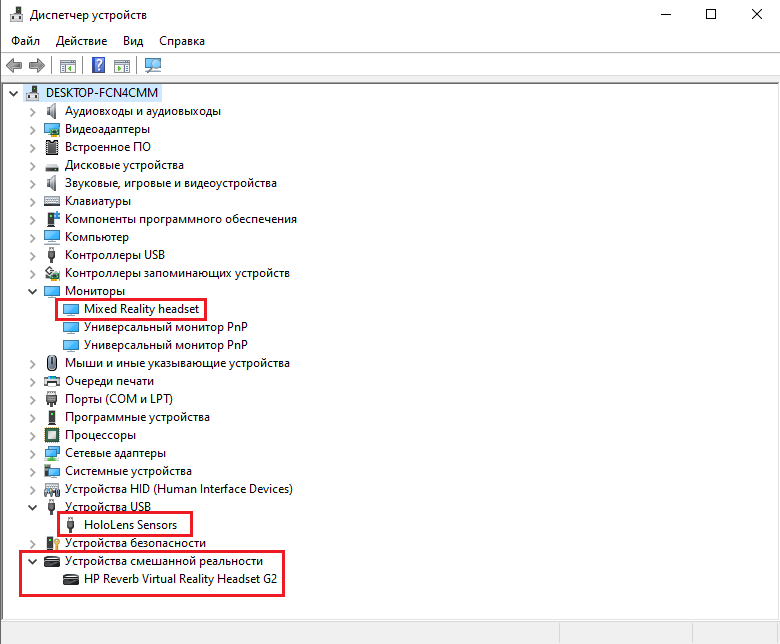 Диспетчер устройств
Файл Действие Вид Справка
DESKTOP-FCN4CMM
Аудиовходы и аудиовыходы
Видеоадаптеры
Встроенное ПО
Дисковые устройства
Звуковые, игровые и видеоустройства
Клавиатуры
Компоненты программного обеспечения
Компьютер
Контроллеры USB
Контроллеры запоминающих устройств
Мониторы
Mixed Reality headset
Универсальный монитор PnP
Универсальный монитор PnP
Мыши и иные указывающие устройства
Очереди печати
Порты (COM и LPT)
Программные устройства
Процессоры
Сетевые адаптеры
Системные устройства
Устройства HID (Human Interface Devices)
Устройства USB
HoloLens Sensors
Устройства безопасности
Устройства смешанной реальности
HP Reverb Virtual Reality Headset G2